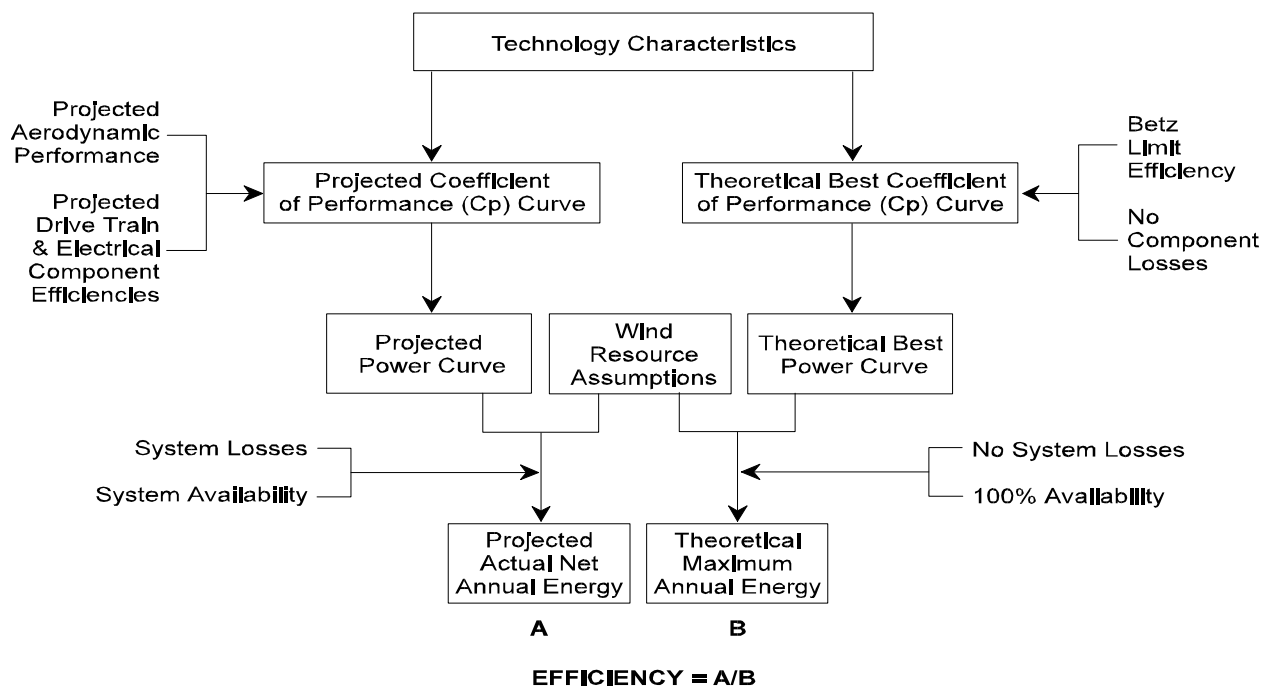 Technology Characteristics
Projected
Aerodynamic
Performance
Projected
Drive Train
& Electrical
Component
Efficiencies
Projected Coefficient
of Performance (Cp) Curve
Theoretical Best Coefficient
of Performance (Cp) Curve
Betz
Limit
Efficiency
No
Component
Losses
Projected
Power Curve
Wind
Resource
Assumptions
Theoretical Best
Power Curve
System Losses
System Availability
No System Losses
100% Availability
Projected
Actual Net
Annual Energy
Theoretical
Maximum
Annual Energy
A
B
EFFICIENCY = A/B